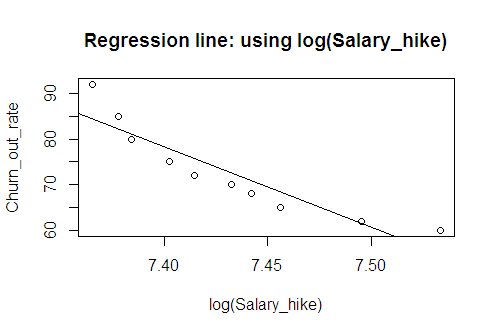 Regression line: using log(Salary_hike)
Churn_out_rate
90
80
70
60
7.40 7.45 7.50
log(Salary_hike)